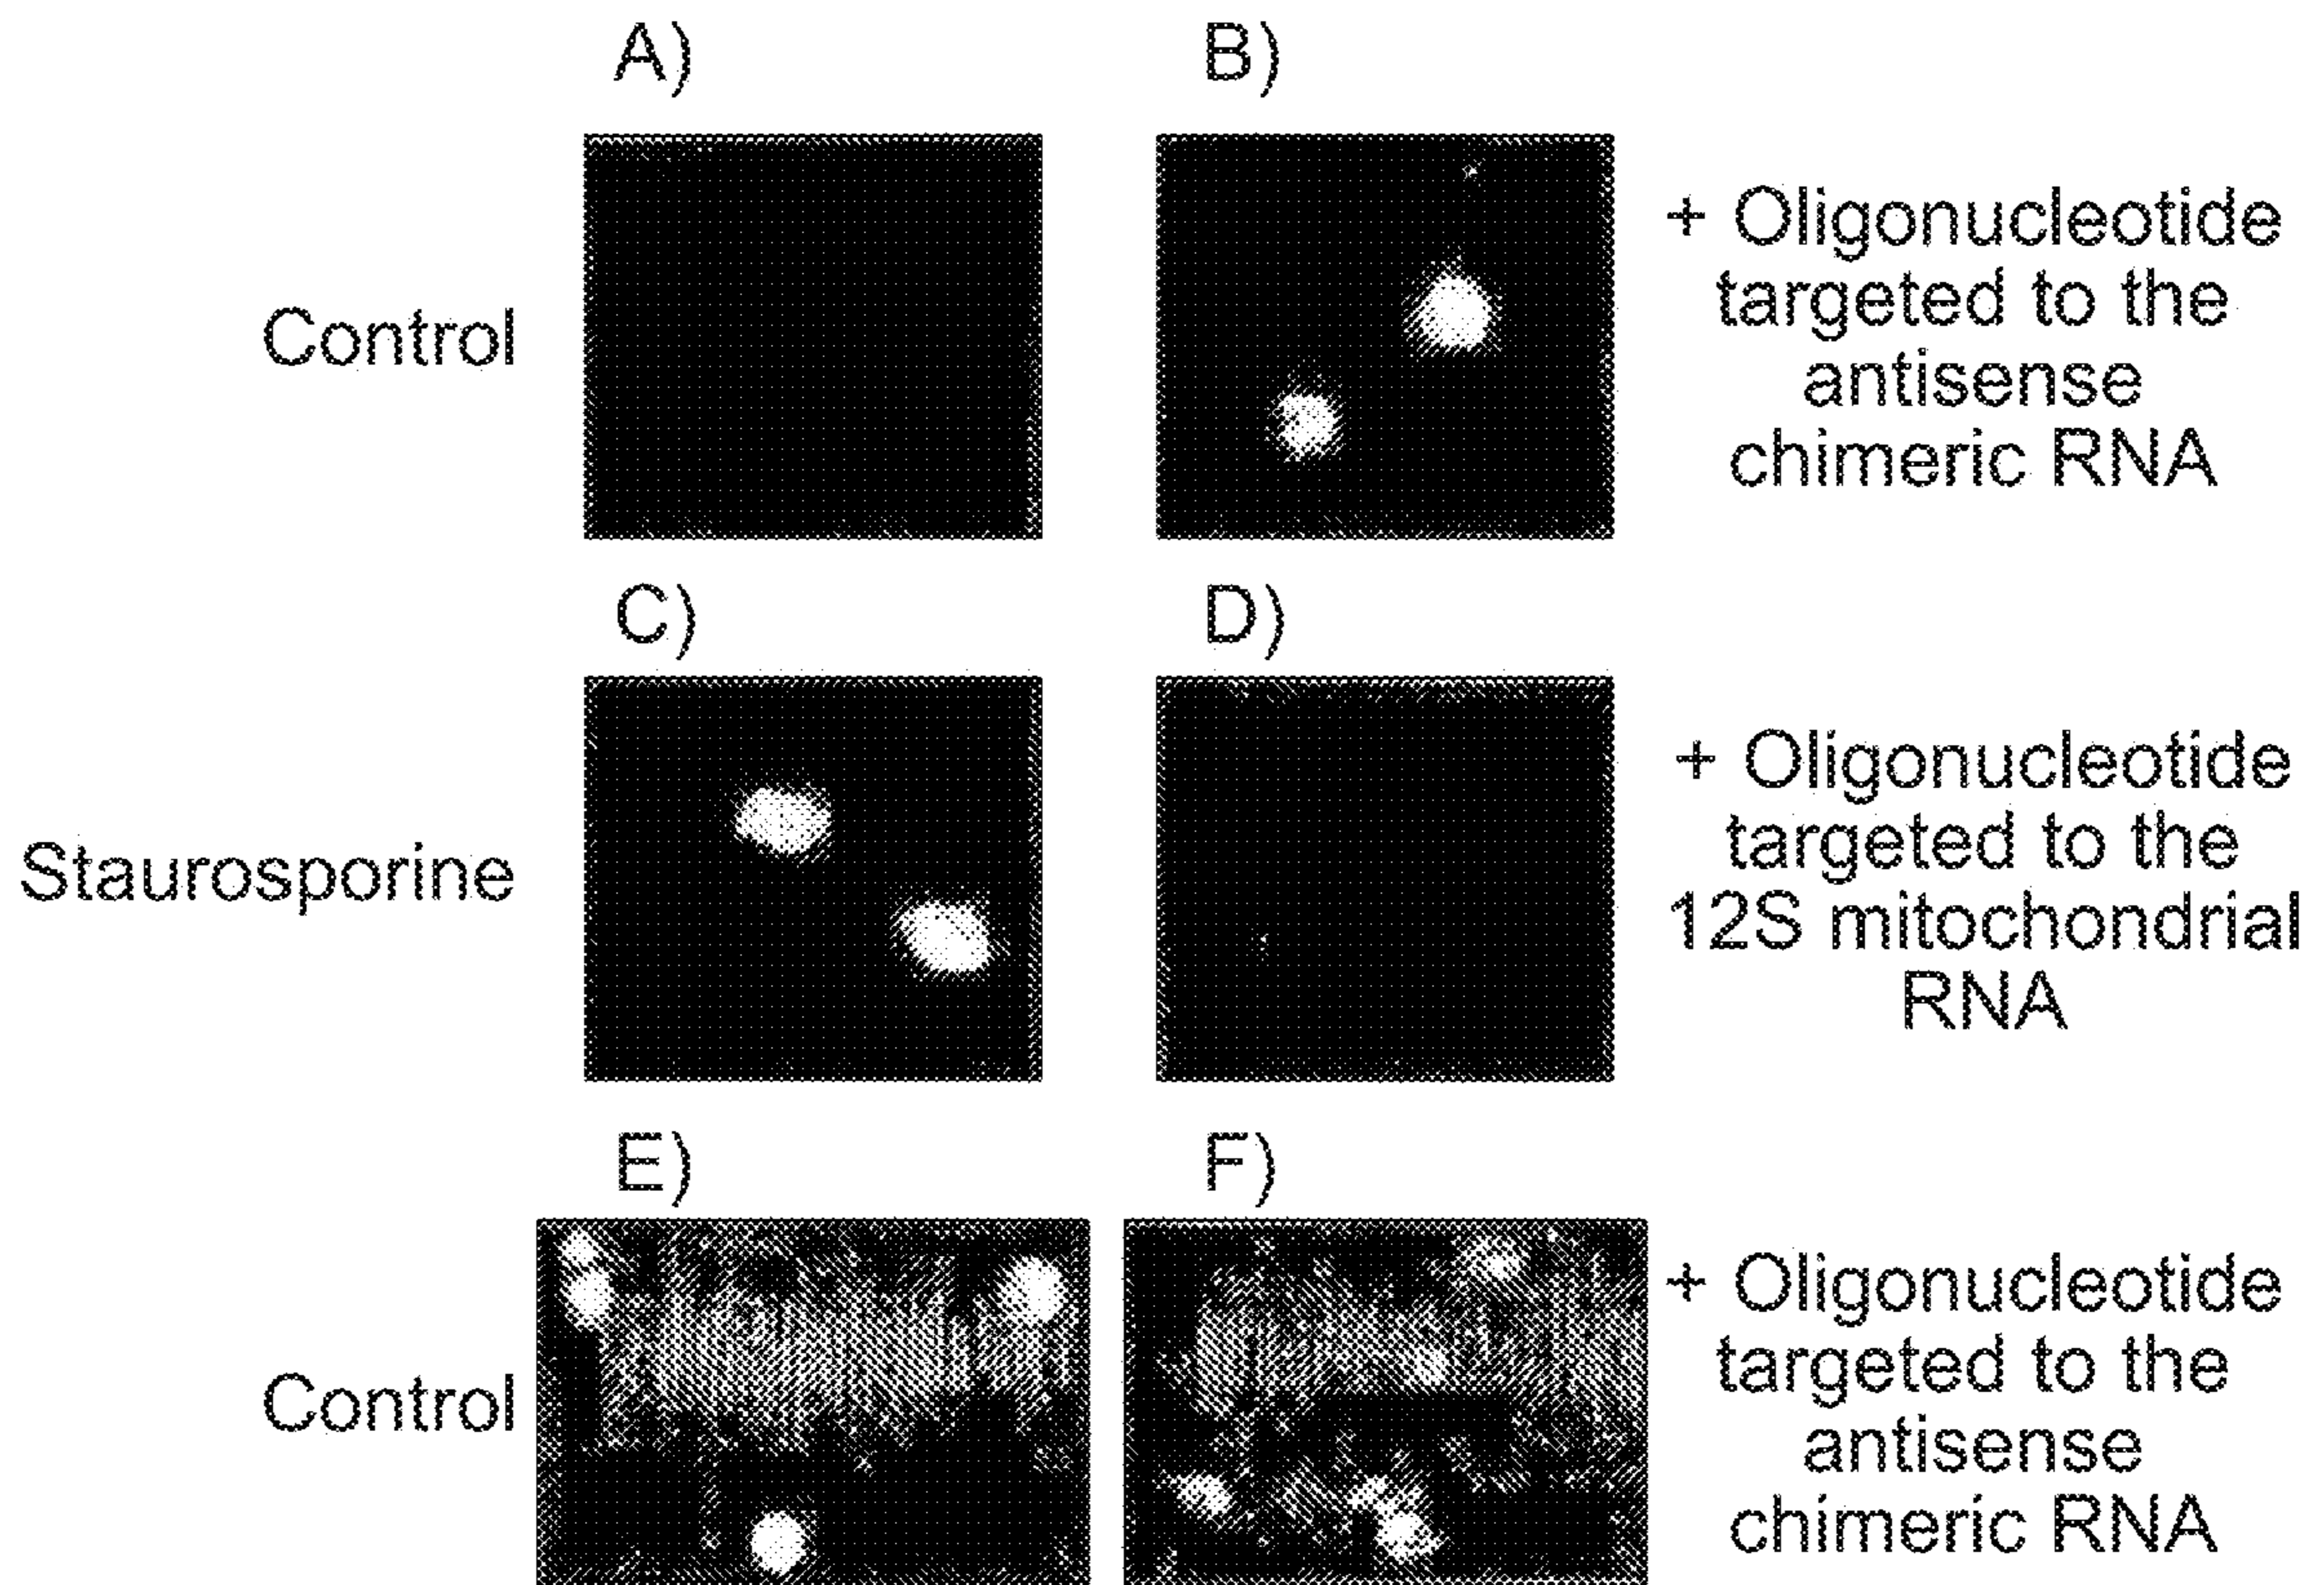 A)
B)
Control
+ Oligonucleotide
targeted to the
antisense
chimeric RNA
C)
D)
Staurosporine
+ Oligonucleotide
targeted to the
12S mitochondrial
RNA
E)
F)
Control
+ Oligonucleotide
targeted to the
antisense
chimeric RNA